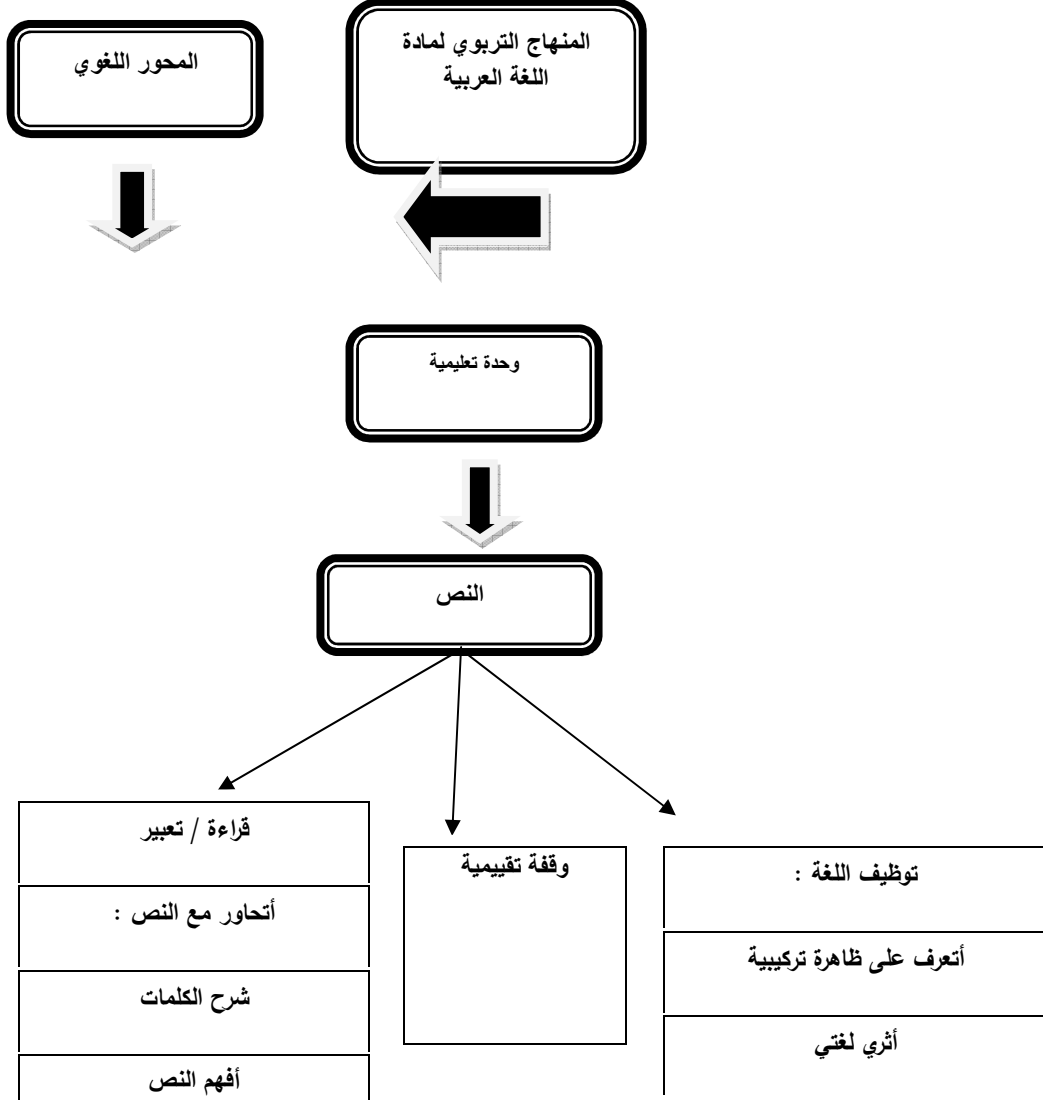 المنهاج التربوي لمادة
اللغة العربية
المحور اللغوي
وحدة تعليمية
النص
توظيف اللغة :
أتعرف على ظاهرة تركيبية
أثري لغتي
وقفة تقييمية
قراءة / تعبير
أتحاور مع النص :
شرح الكلمات
أفهم النص